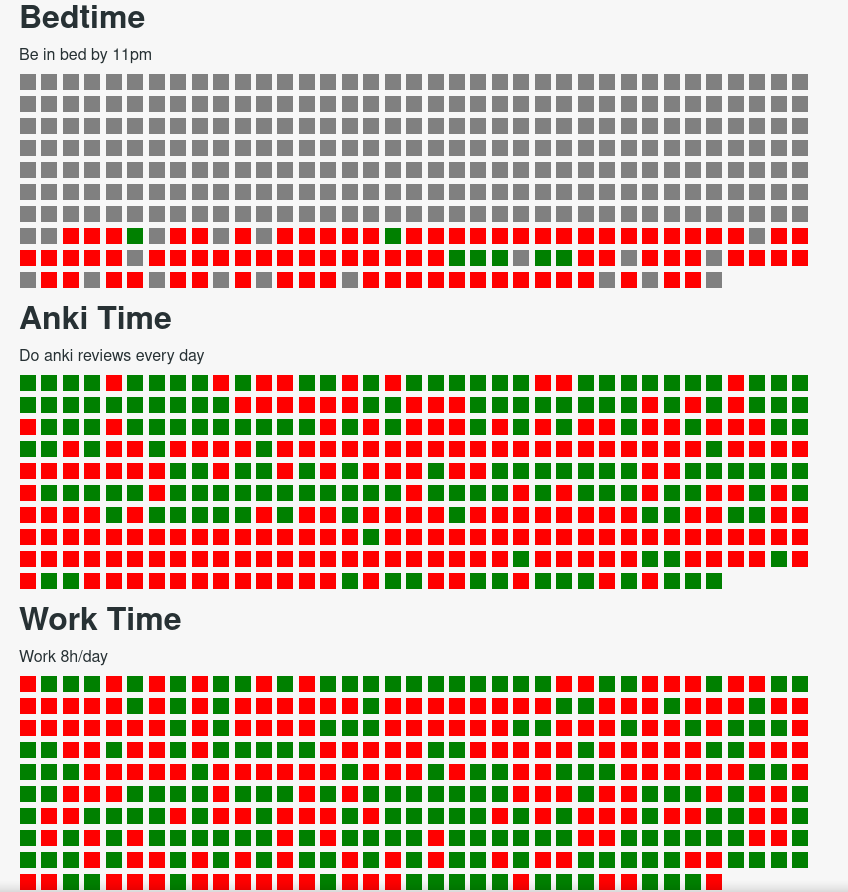 Bedtime
Be in bed by 11pm
Anki Time
Do anki reviews every day
Work Time
Work 8h/day